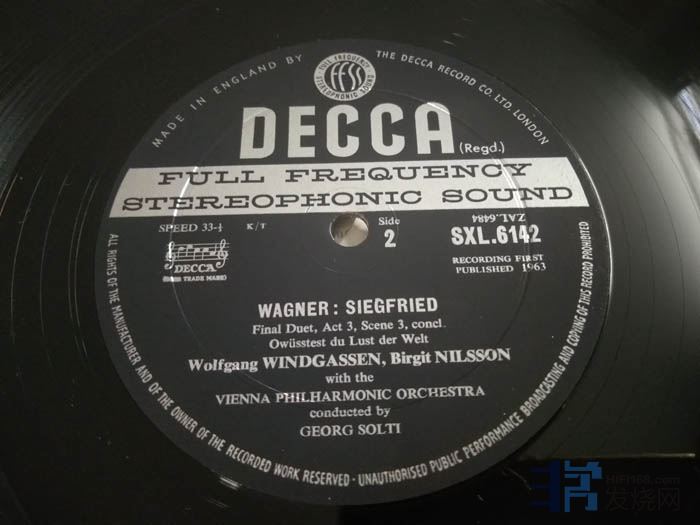 MADE IN ENGLAND BY THE DECCA RECORD CO. LTD. LONDON
FULL FREQUENCY
FFSS
STEREOPHONIC SOUND
DECCA (Regd.)
FULL FREQUENCY
STEREOPHONIC SOUND
SPEED 33-⅓ K/T
Side
2
ZAL.6484
SXL.6142
RECORDING FIRST
PUBLISHED 1963
DECCA
TRADE MARK
WAGNER: SIEGFRIED
Final Duet, Act 3, Scene 3, concl.
Owüsstest du Lust der Welt
Wolfgang WINDGASSEN, Birgit NILSSON
with the
VIENNA PHILHARMONIC ORCHESTRA
conducted by
GEORG SOLTI
ALL RIGHTS OF THE MANUFACTURER AND OF THE OWNER OF THE RECORDED WORK RESERVED · UNAUTHORISED PUBLIC PERFORMANCE BROADCASTING AND COPYING OF THIS RECORD PROHIBITED
HIFI168.com
发烧网